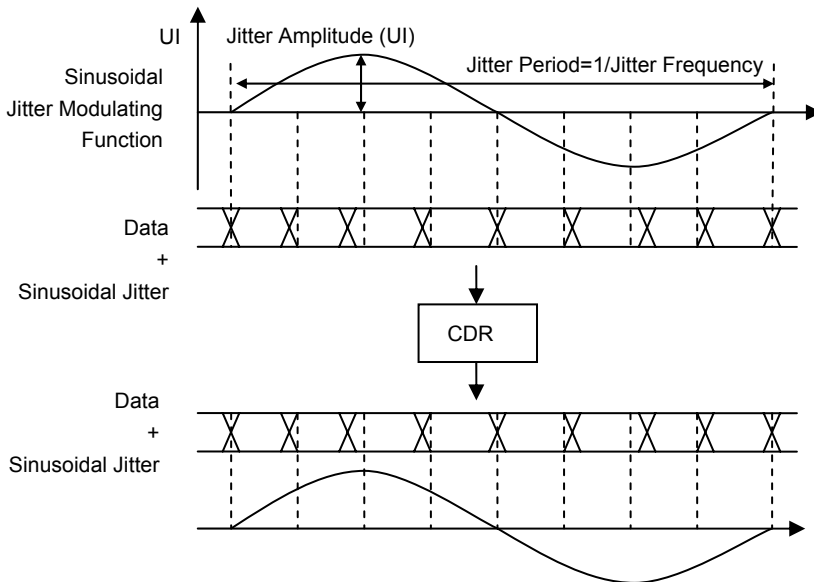 UI
Jitter Amplitude (UI)
Jitter Period=1/Jitter Frequency
Sinusoidal
Jitter Modulating
Function
Data
+
Sinusoidal Jitter
CDR
Data
+
Sinusoidal Jitter